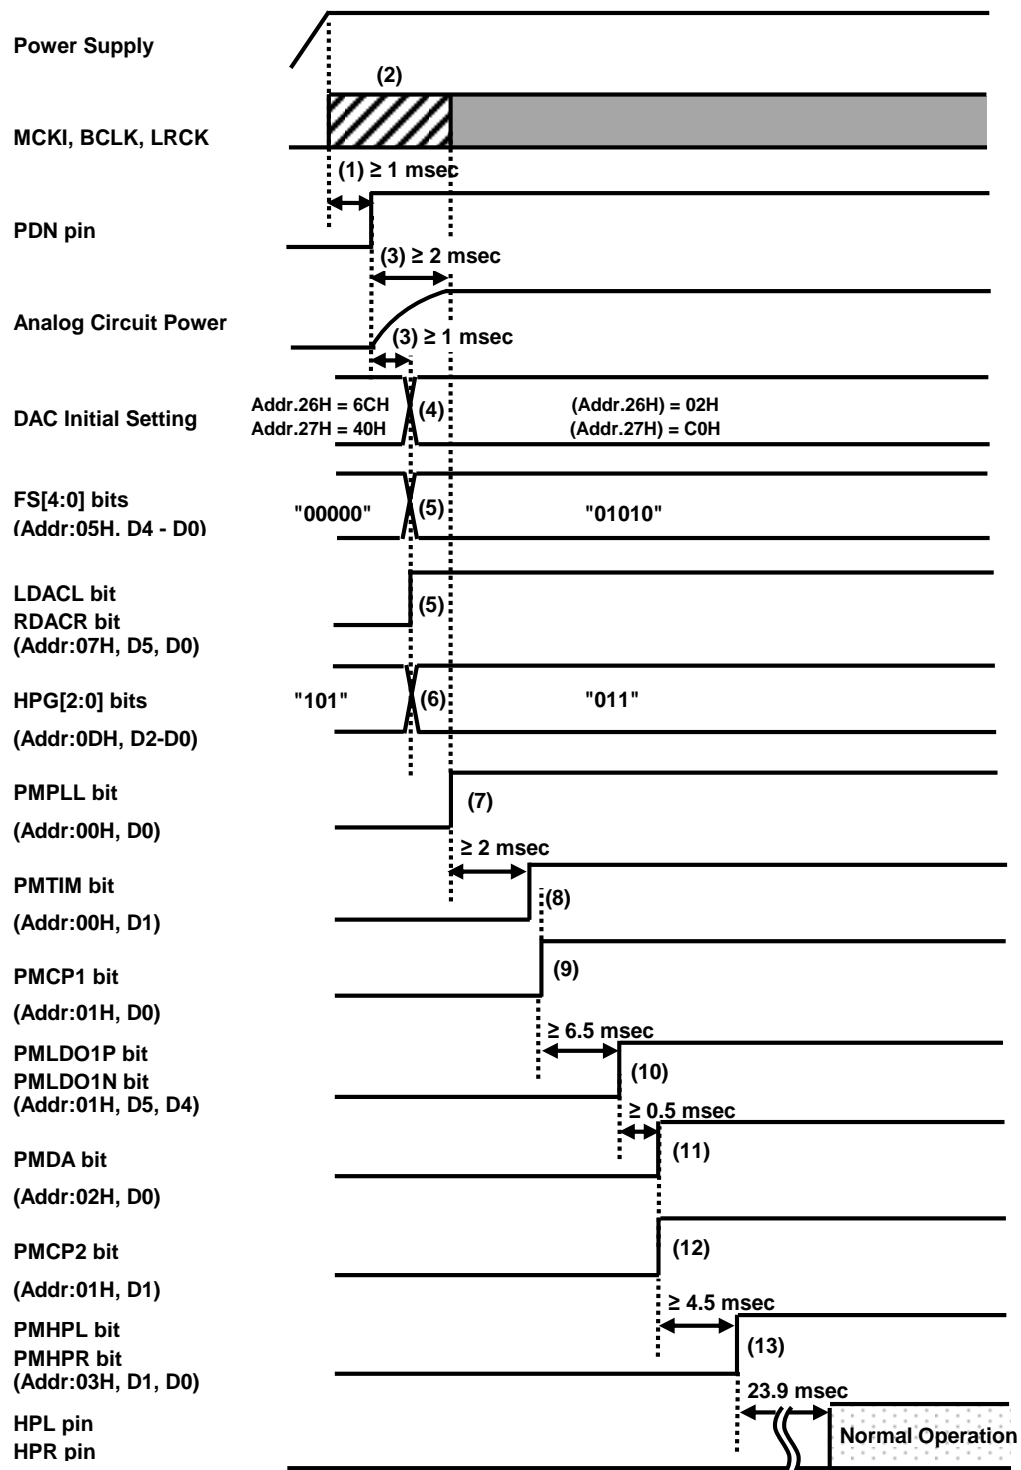 Power Supply
(2)
MCKI, BCLK, LRCK
(1) ≥ 1 msec
PDN pin
(3) ≥ 2 msec
Analog Circuit Power
(3) ≥ 1 msec
DAC Initial Setting
Addr.26H = 6CH
Addr.27H = 40H
(4)
(Addr.26H) = 02H
(Addr.27H) = C0H
FS[4:0] bits
(Addr:05H. D4 - D0)
"00000"
(5)
"01010"
LDACL bit
RDACR bit
(Addr:07H, D5, D0)
(5)
HPG[2:0] bits
(Addr:0DH, D2-D0)
"101"
(6)
"011"
PMPLL bit
(Addr:00H, D0)
(7)
≥ 2 msec
PMTIM bit
(Addr:00H, D1)
(8)
PMCP1 bit
(Addr:01H, D0)
(9)
≥ 6.5 msec
PMLDO1P bit
PMLDO1N bit
(Addr:01H, D5, D4)
(10)
≥ 0.5 msec
PMDA bit
(Addr:02H, D0)
(11)
PMCP2 bit
(Addr:01H, D1)
(12)
≥ 4.5 msec
PMHPL bit
PMHPR bit
(Addr:03H, D1, D0)
(13)
23.9 msec
HPL pin
HPR pin
Normal Operation